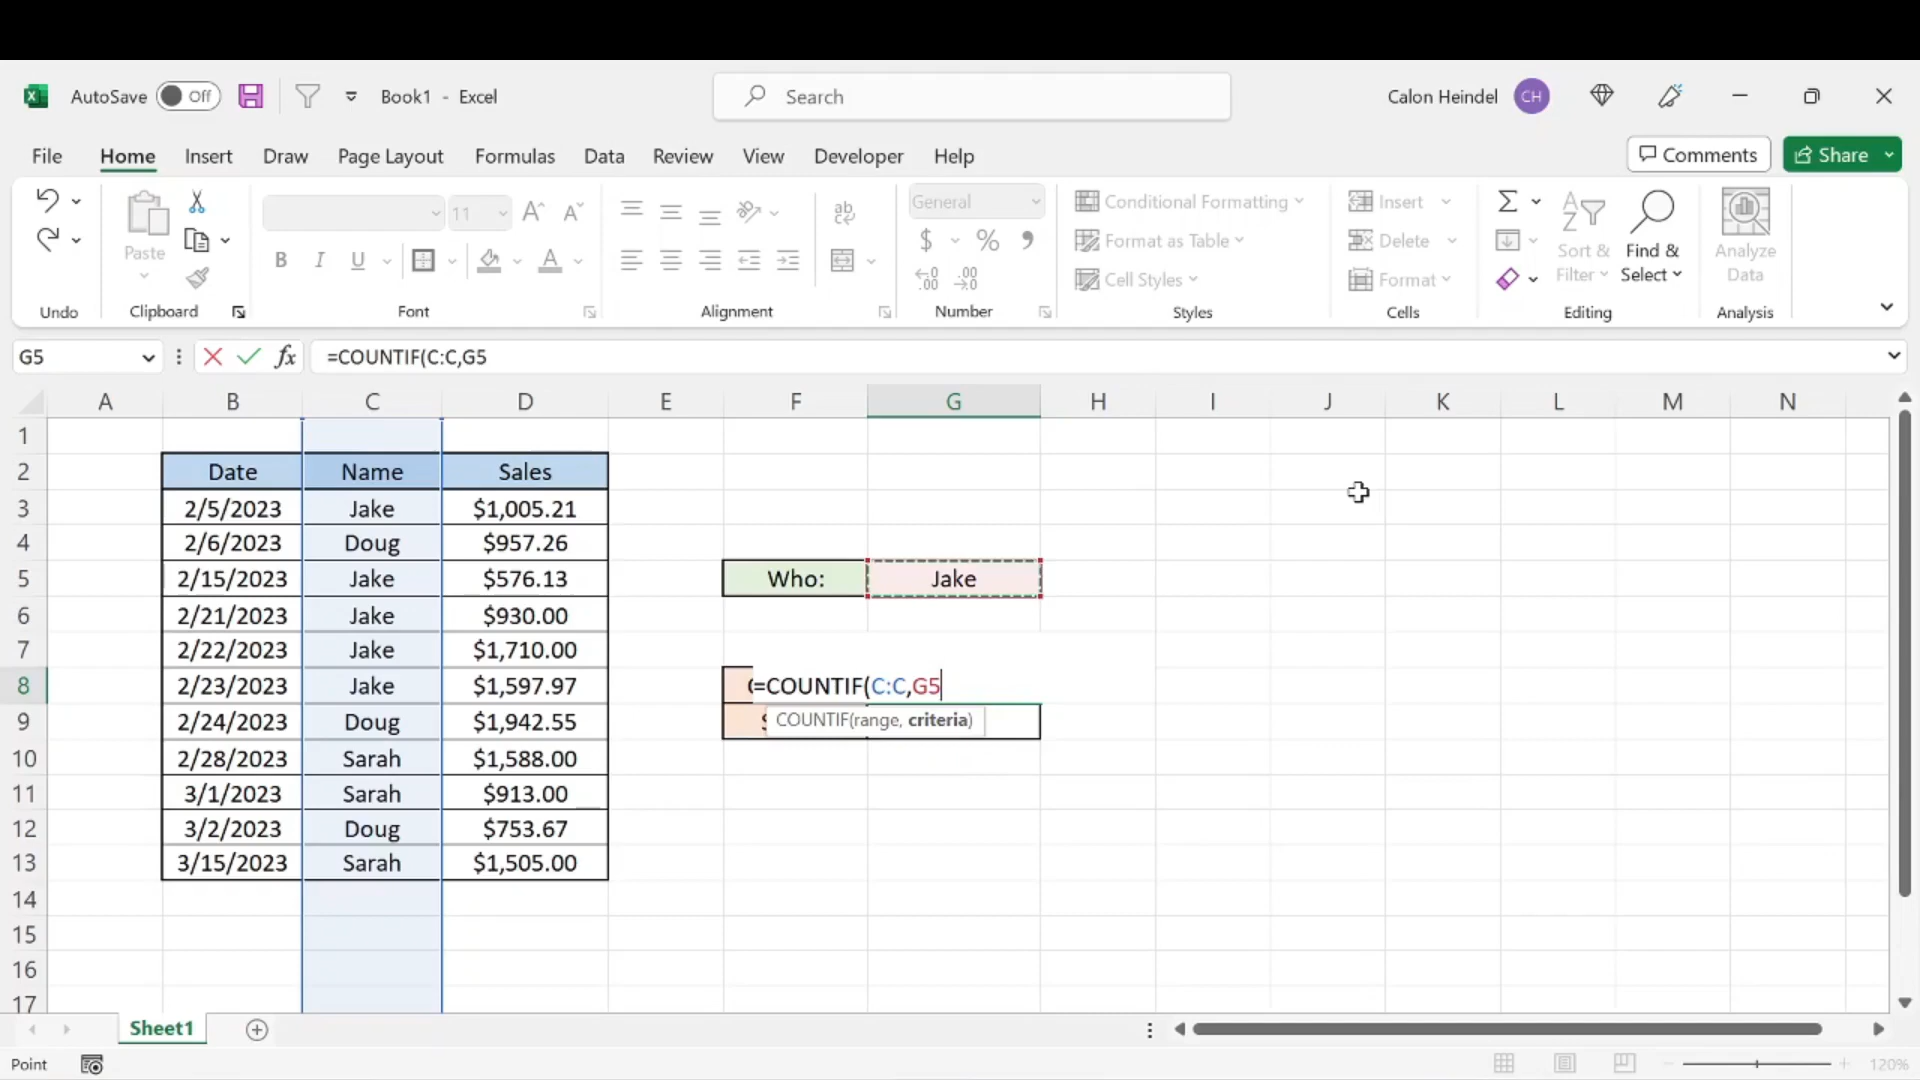 AutoSave Off Book1 - Excel Search Calon Heindel CH
File Home Insert Draw Page Layout Formulas Data Review View Developer Help Comments Share
Paste 11 General Conditional Formatting Insert
B I U $ % Format as Table Delete Sort & Filter Find & Select Analyze Data
Cell Styles Format
Undo Clipboard Font Alignment Number Styles Cells Editing Analysis
G5 fx =COUNTIF(C:C,G5
A B C D E F G H I J K L M N
1
2 Date Name Sales
3 2/5/2023 Jake $1,005.21
4 2/6/2023 Doug $957.26
5 2/15/2023 Jake $576.13 Who: Jake
6 2/21/2023 Jake $930.00
7 2/22/2023 Jake $1,710.00
8 2/23/2023 Jake $1,597.97 =COUNTIF(C:C,G5
9 2/24/2023 Doug $1,942.55 COUNTIF(range, criteria)
10 2/28/2023 Sarah $1,588.00
11 3/1/2023 Sarah $913.00
12 3/2/2023 Doug $753.67
13 3/15/2023 Sarah $1,505.00
14
15
16
17
Sheet1
Point 120%